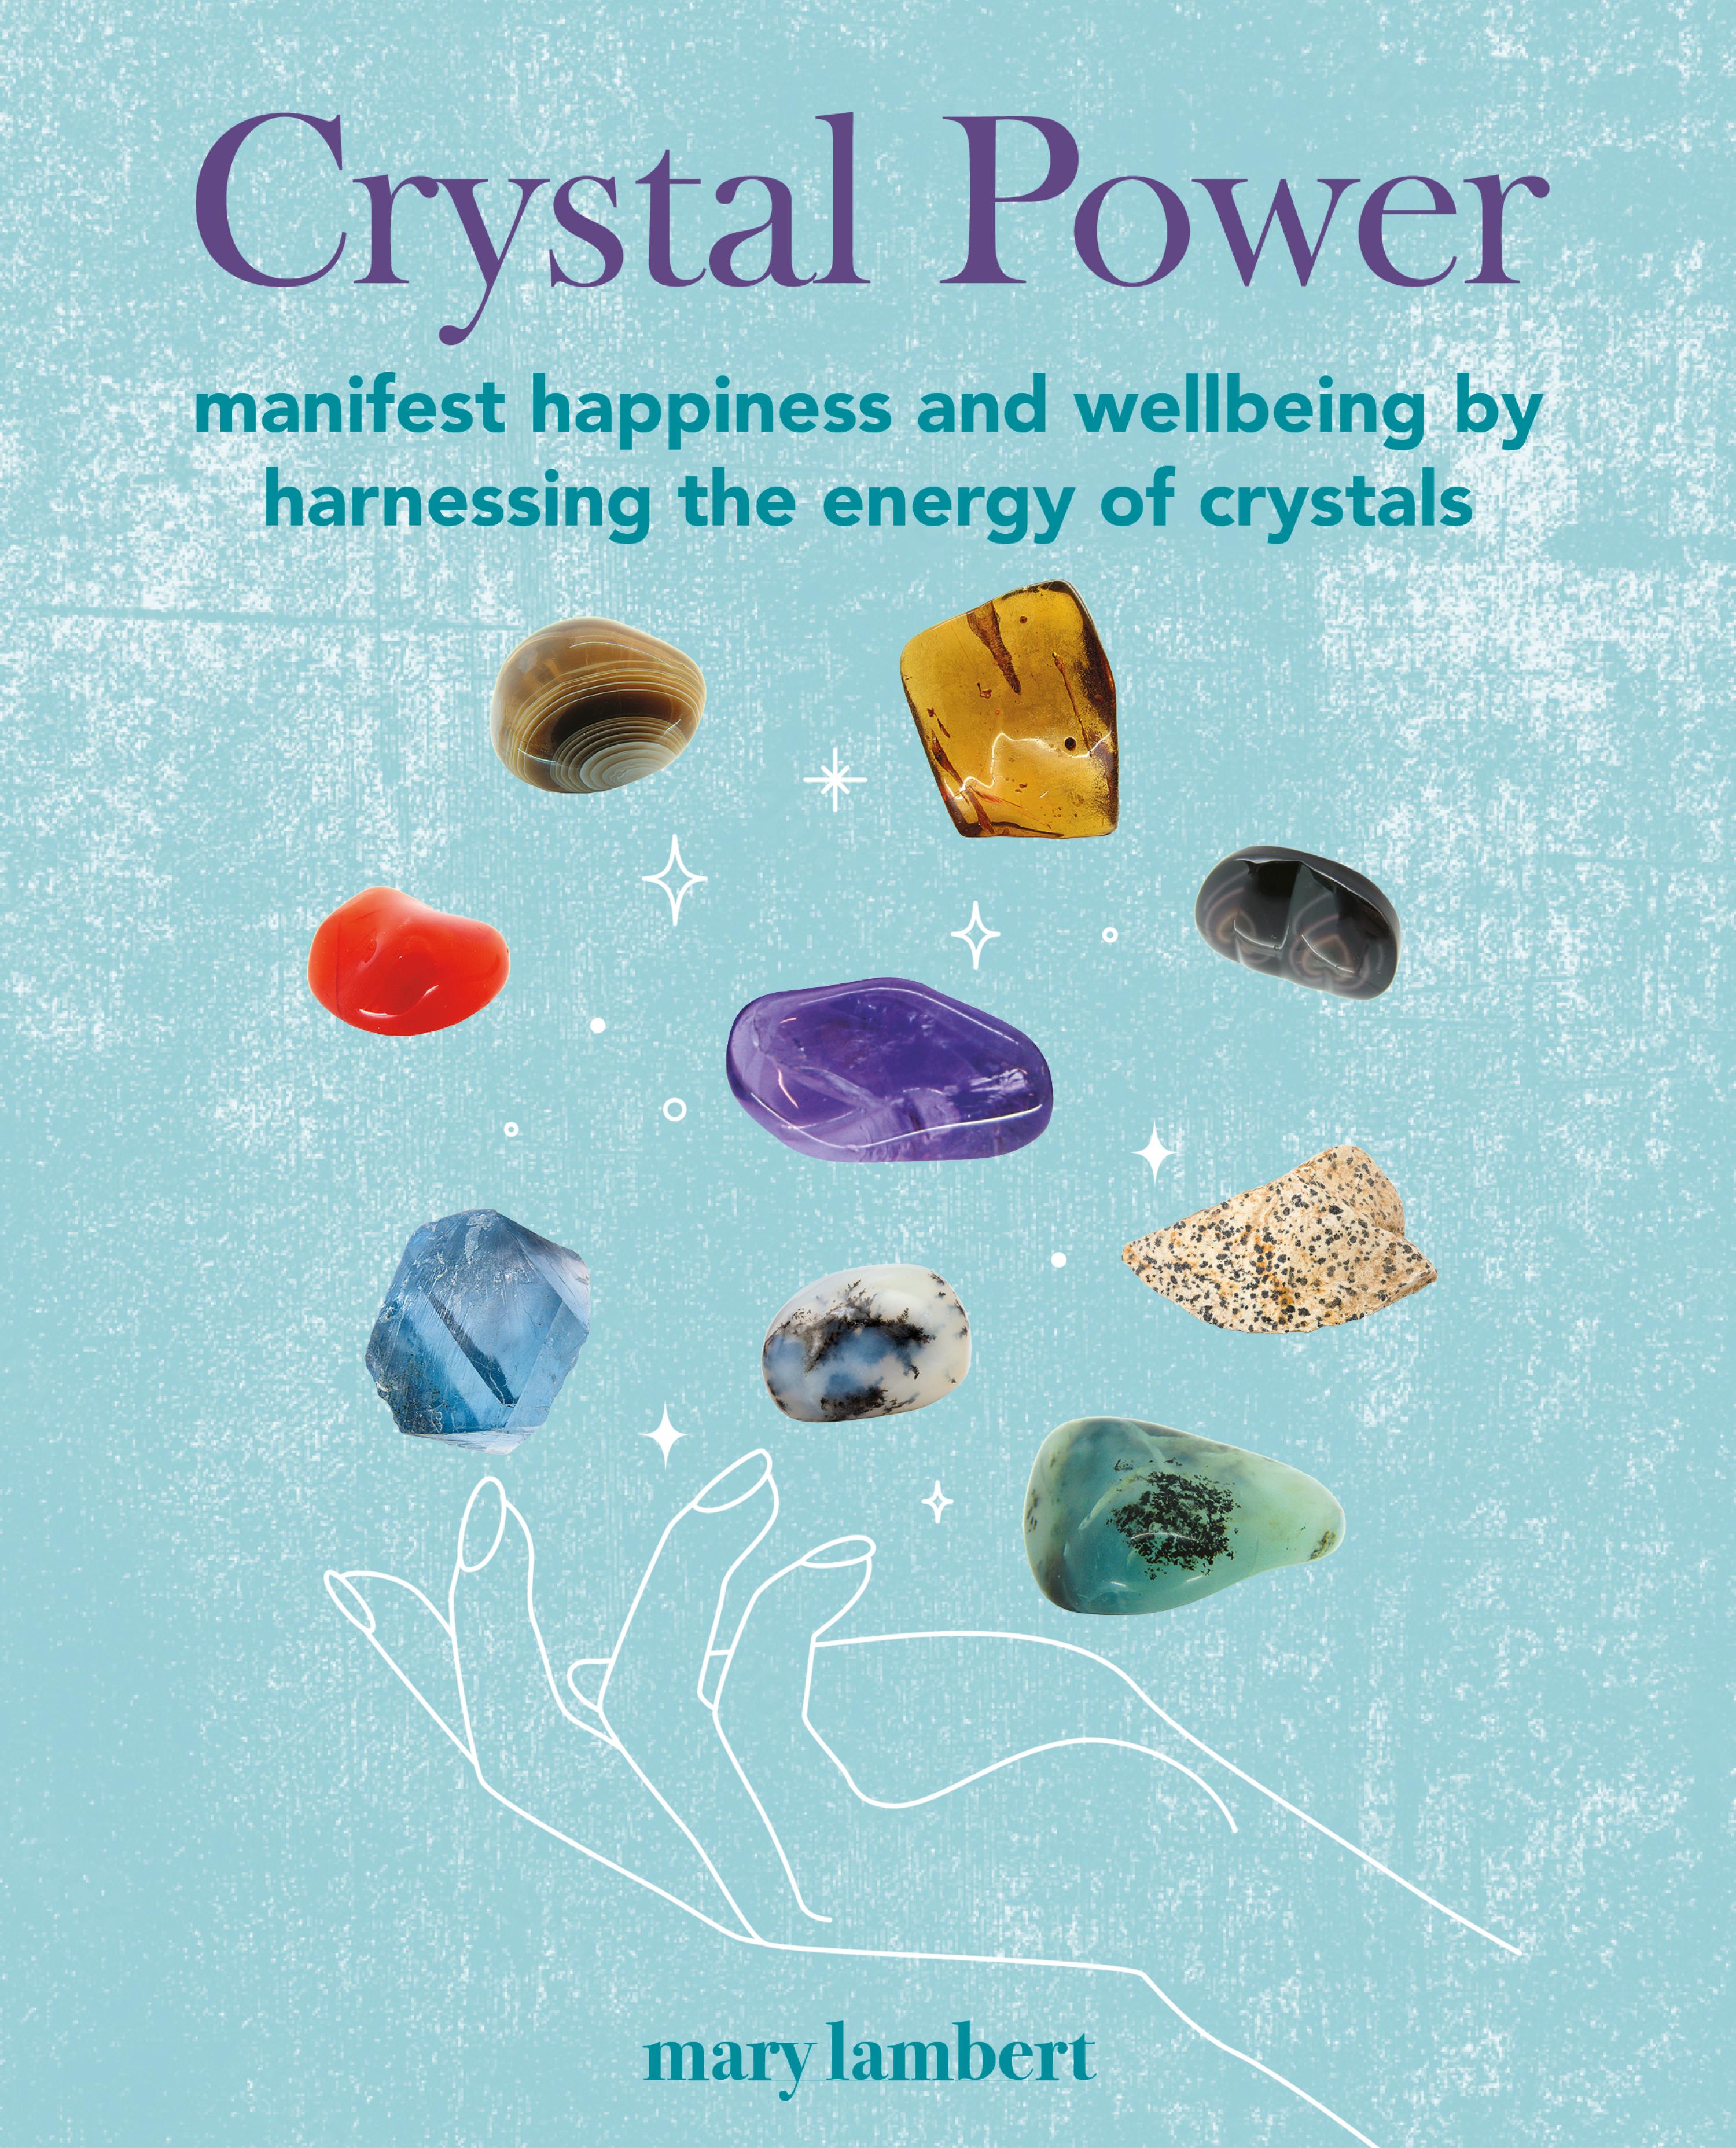 Crystal Power
manifest happiness and wellbeing by
harnessing the energy of crystals
mary lambert